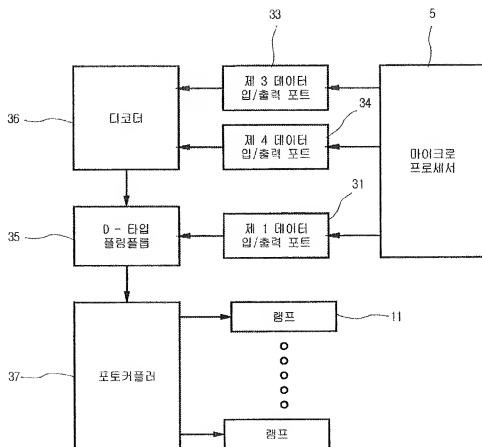 33
5
제 3 데이터
입/출력 포트
34
36
디코더
제 4 데이터
입/출력 포트
마이크로
프로세서
31
D - 타입
플립플롭
35
제 1 데이터
입/출력 포트
램프
11
37
포토커플러
램프